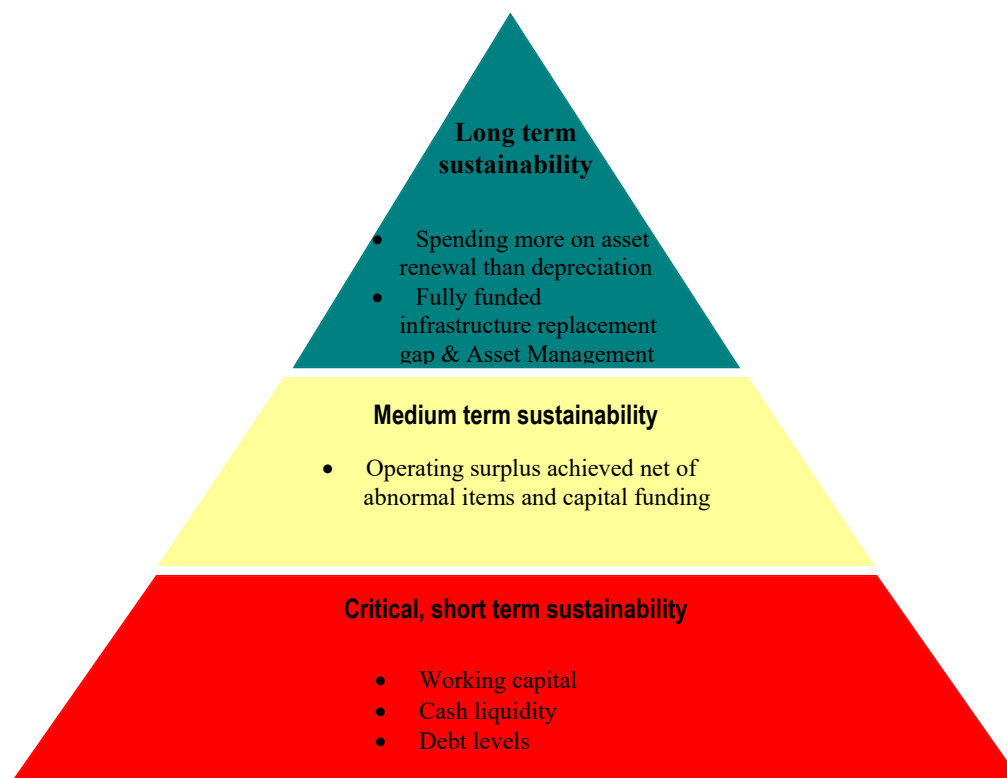 Long term
sustainability
• Spending more on asset
renewal than depreciation
• Fully funded
infrastructure replacement
gap & Asset Management
Medium term sustainability
• Operating surplus achieved net of
abnormal items and capital funding
Critical, short term sustainability
• Working capital
• Cash liquidity
• Debt levels